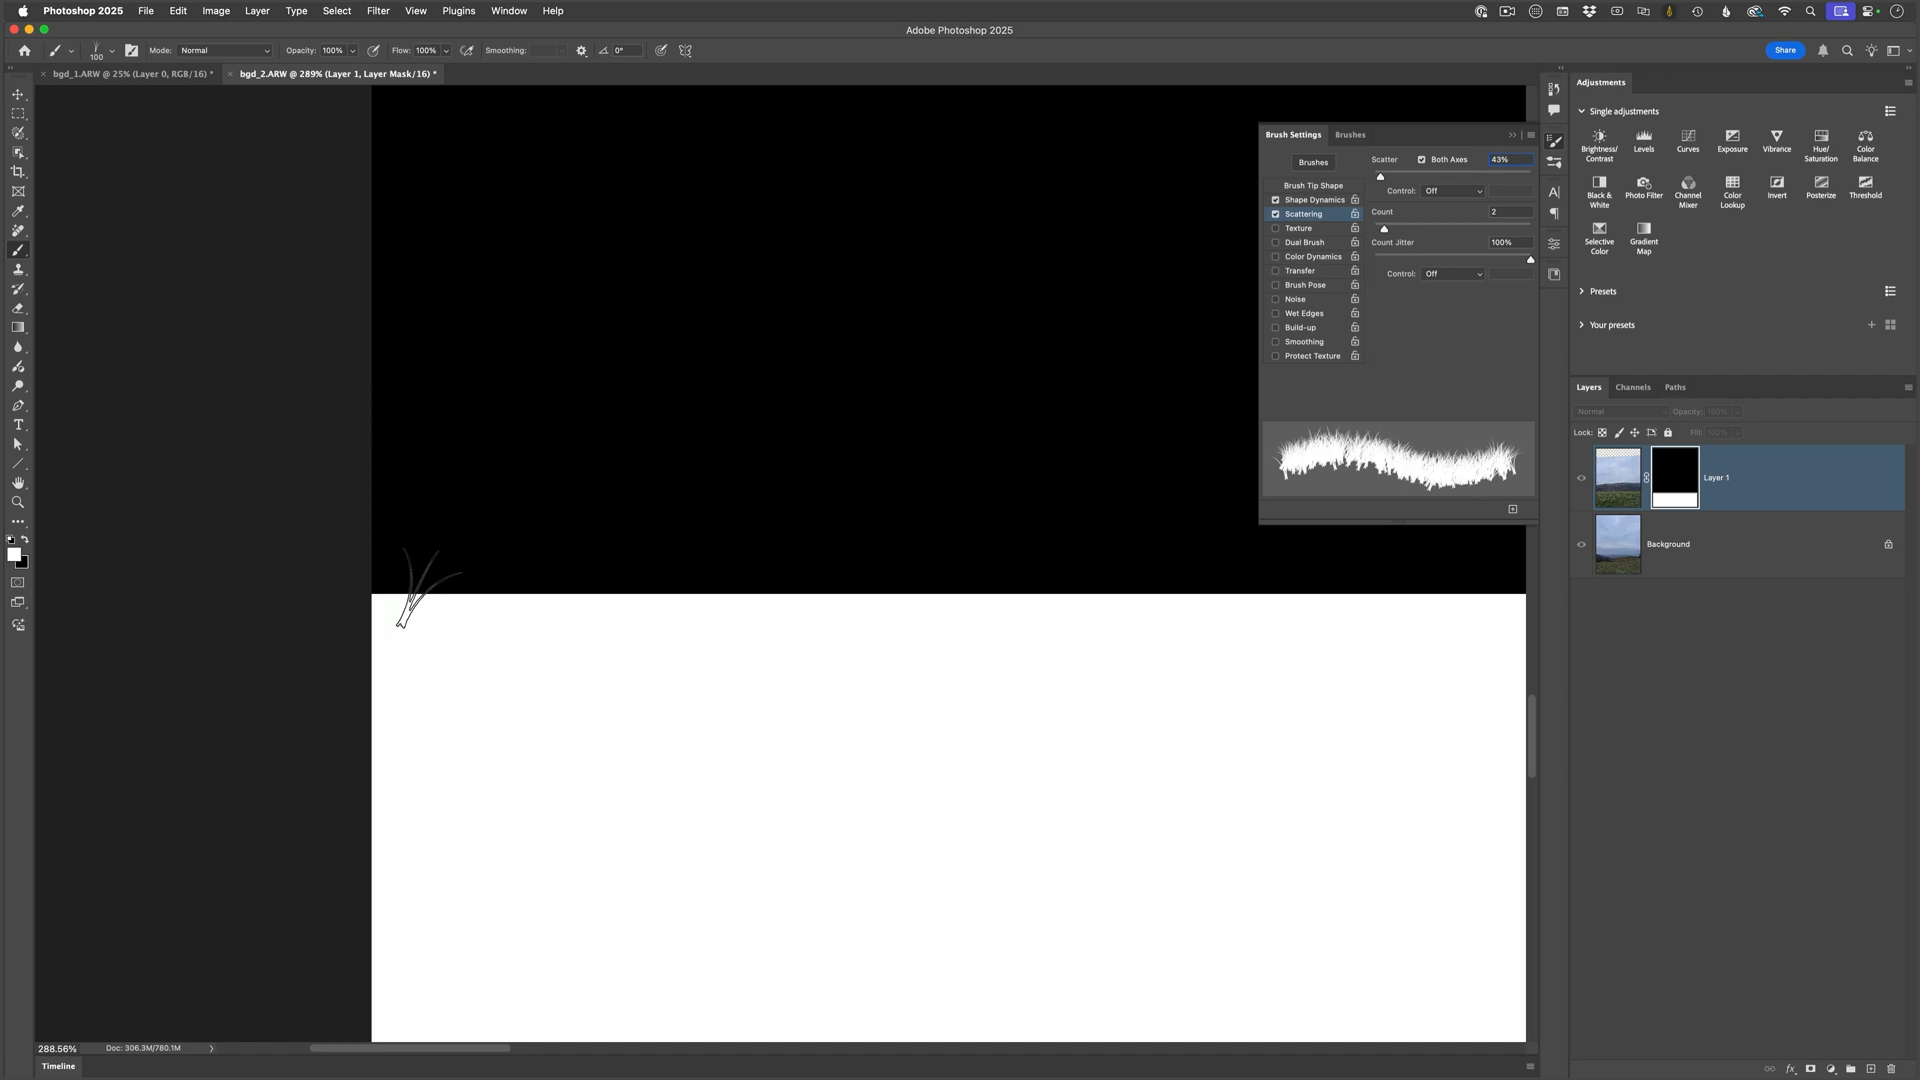 Photoshop 2025 File Edit Image Layer Type Select Filter View Plugins Window Help
Adobe Photoshop 2025
100 Mode: Normal Opacity: 100% Flow: 100% Smoothing: 0° Share
bgd_1.ARW @ 25% (Layer 0, RGB/16) * bgd_2.ARW @ 289% (Layer 1, Layer Mask/16) *
Brush Settings Brushes
Brushes
Brush Tip Shape
Shape Dynamics
Scattering
Texture
Dual Brush
Color Dynamics
Transfer
Brush Pose
Noise
Wet Edges
Build-up
Smoothing
Protect Texture
Scatter Both Axes 43%
Control: Off
Count 2
Count Jitter 100%
Control: Off
Adjustments
Single adjustments
Brightness/
Contrast
Levels
Curves
Exposure
Vibrance
Hue/
Saturation
Color
Balance
Black &
White
Photo Filter
Channel
Mixer
Color
Lookup
Invert
Posterize
Threshold
Selective
Color
Gradient
Map
Presets
Your presets
Layers Channels Paths
Normal Opacity: 100%
Lock: Fill: 100%
Layer 1
Background
288.56% Doc: 306.3M/780.1M
Timeline